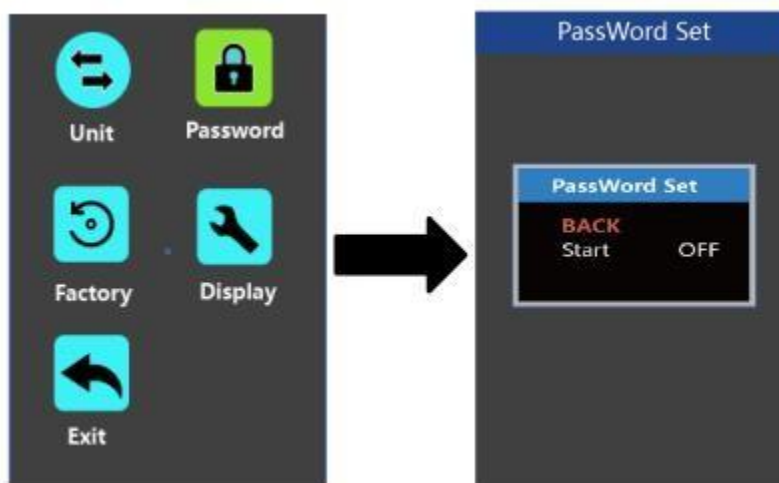 Unit
Password
Factory
Display
Exit
PassWord Set
PassWord Set
BACK
Start OFF